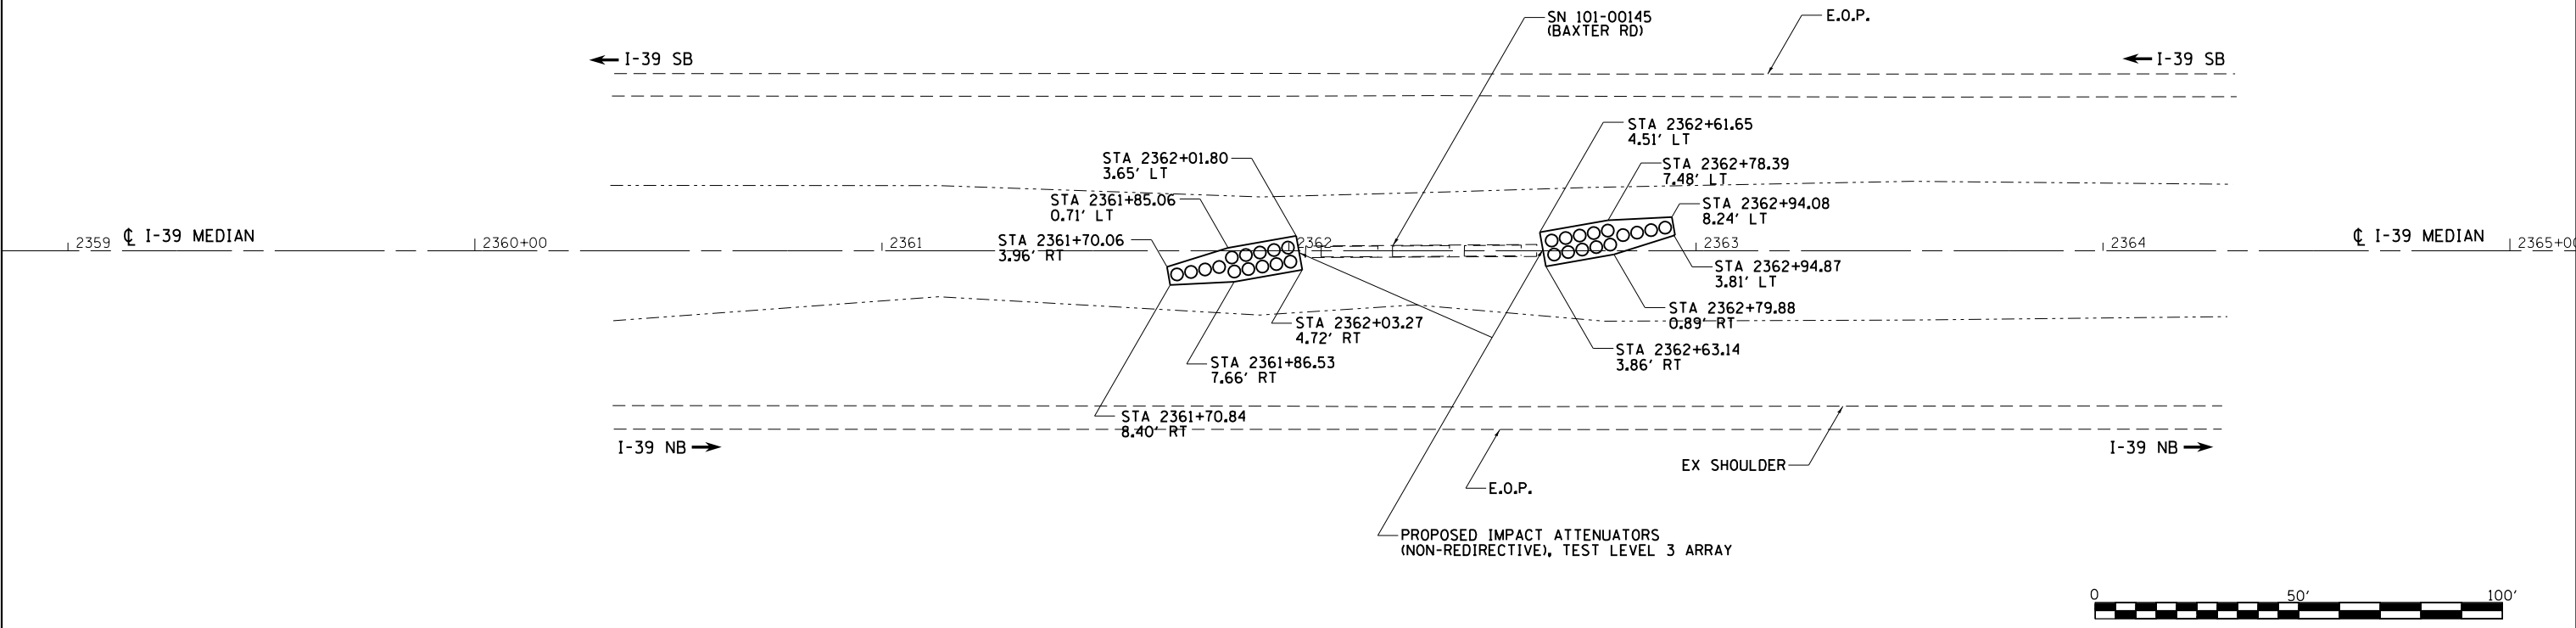 SN 101-00145
(BAXTER RD)
E.O.P.
I-39 SB
I-39 SB
STA 2362+61.65
4.51' LT
STA 2362+01.80
3.65' LT
STA 2362+78.39
7.48' LT
STA 2361+85.06
0.71' LT
STA 2362+94.08
8.24' LT
2359
℄ I-39 MEDIAN
2360+00
2361
STA 2361+70.06
3.96' RT
2362
2363
2364
℄ I-39 MEDIAN
2365+00
STA 2362+94.87
3.81' LT
STA 2362+79.88
0.89' RT
STA 2362+03.27
4.72' RT
STA 2362+63.14
3.86' RT
STA 2361+86.53
7.66' RT
STA 2361+70.84
8.40' RT
I-39 NB
I-39 NB
EX SHOULDER
E.O.P.
PROPOSED IMPACT ATTENUATORS
(NON-REDIRECTIVE), TEST LEVEL 3 ARRAY
0 50' 100'